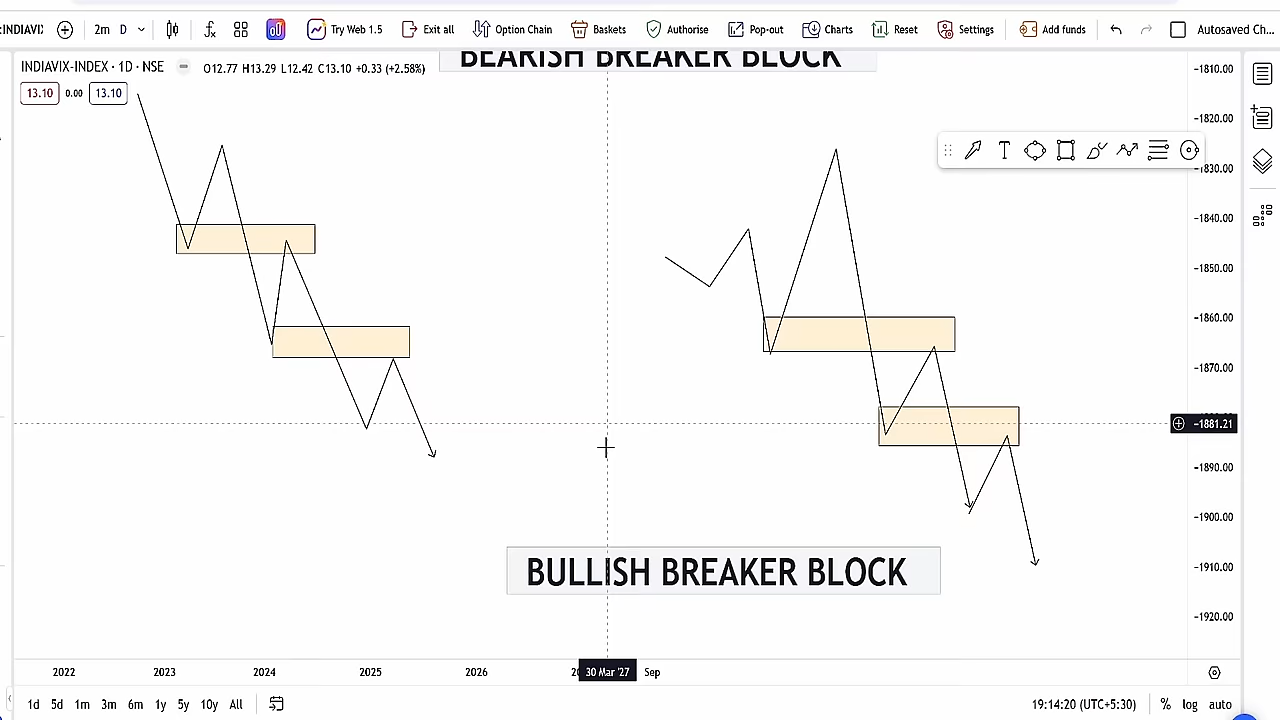 :INDIAVIX
2m D
Try Web 1.5
Exit all
Option Chain
Baskets
Authorise
Pop-out
Charts
Reset
Settings
Add funds
Autosaved Ch...
BEARISH BREAKER BLOCK
INDIAVIX-INDEX · 1D · NSE
O12.77 H13.29 L12.42 C13.10 +0.33 (+2.58%)
13.10 0.00 13.10
-1810.00
-1820.00
-1830.00
-1840.00
-1850.00
-1860.00
-1870.00
-1881.21
-1890.00
-1900.00
-1910.00
-1920.00
BULLISH BREAKER BLOCK
2022 2023 2024 2025 2026 30 Mar '27 Sep
1d 5d 1m 3m 6m 1y 5y 10y All
19:14:20 (UTC+5:30) % log auto